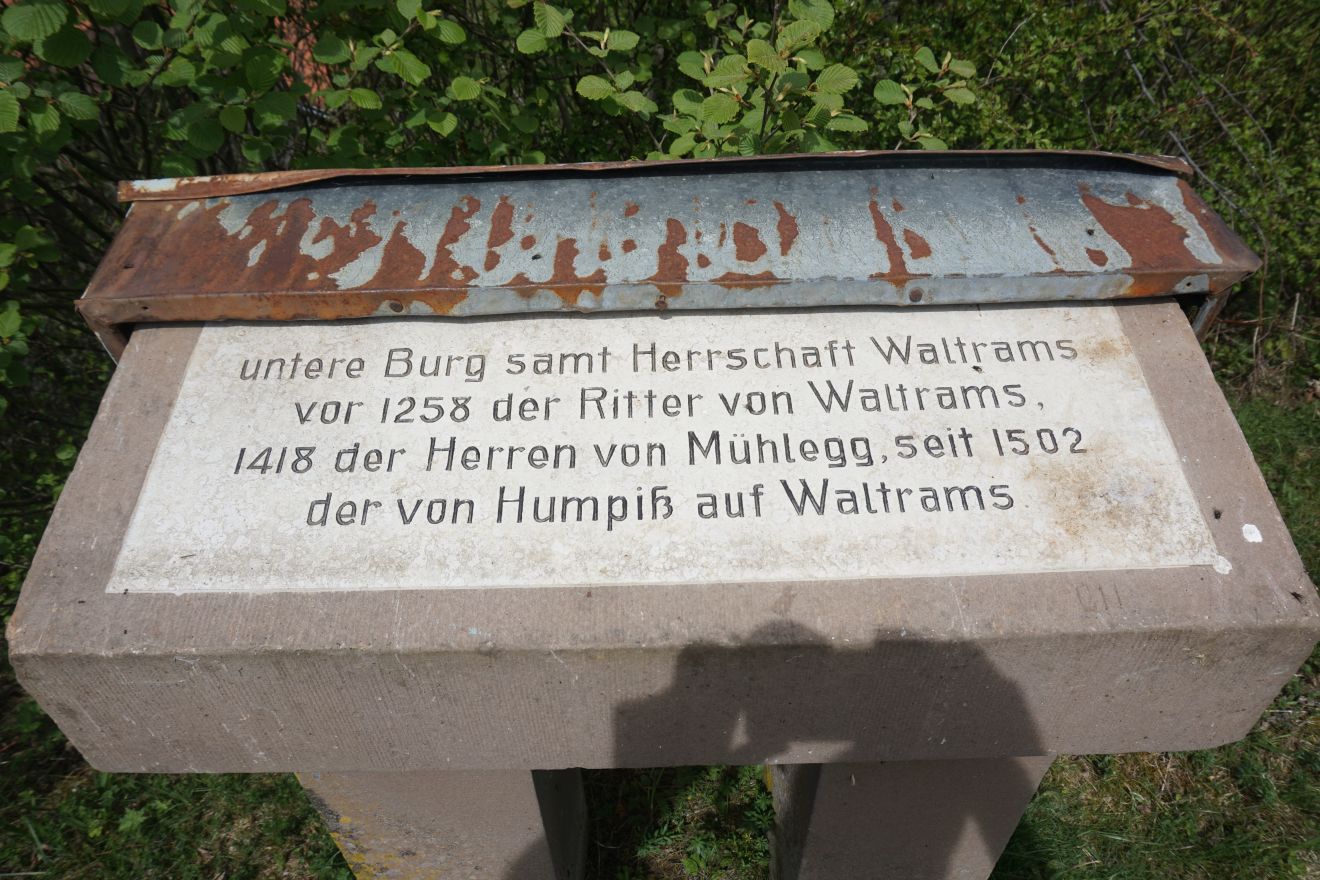 untere Burg samt Herrschaft Waltrams
vor 1258 der Ritter von Waltrams,
1418 der Herren von Mühlegg, seit 1502
der von Humpiß auf Waltrams